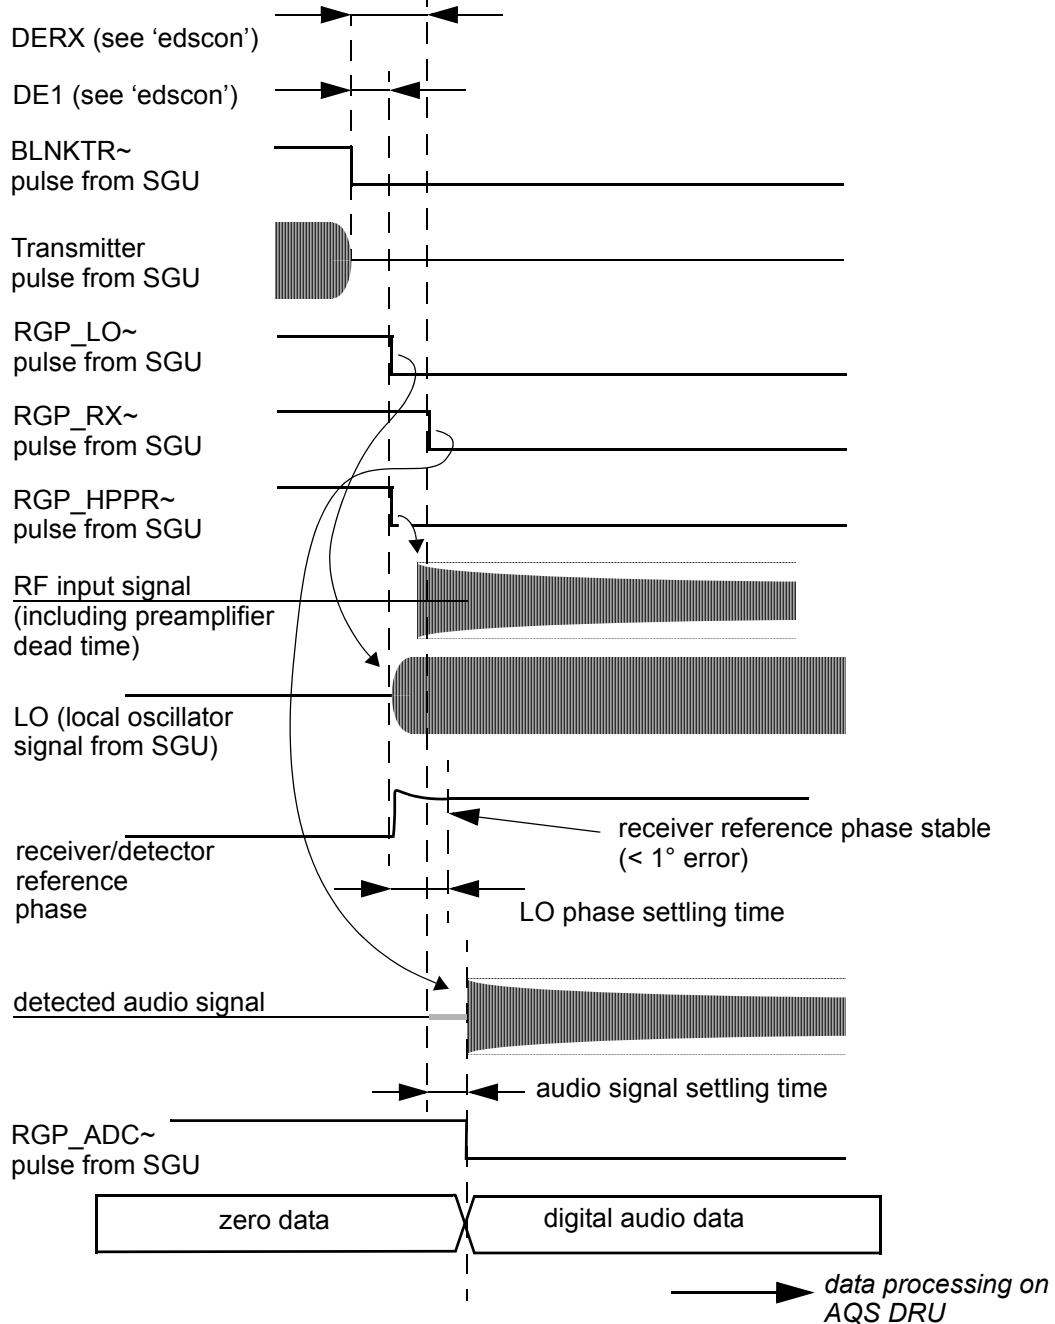 DERX (see ‘edscon’)
DE1 (see ‘edscon’)
BLNKTR~
pulse from SGU
Transmitter
pulse from SGU
RGP_LO~
pulse from SGU
RGP_RX~
pulse from SGU
RGP_HPPR~
pulse from SGU
RF input signal
(including preamplifier
dead time)
LO (local oscillator
signal from SGU)
receiver reference phase stable
(< 1° error)
receiver/detector
reference
phase
LO phase settling time
detected audio signal
audio signal settling time
RGP_ADC~
pulse from SGU
zero data
digital audio data
data processing on
AQS DRU